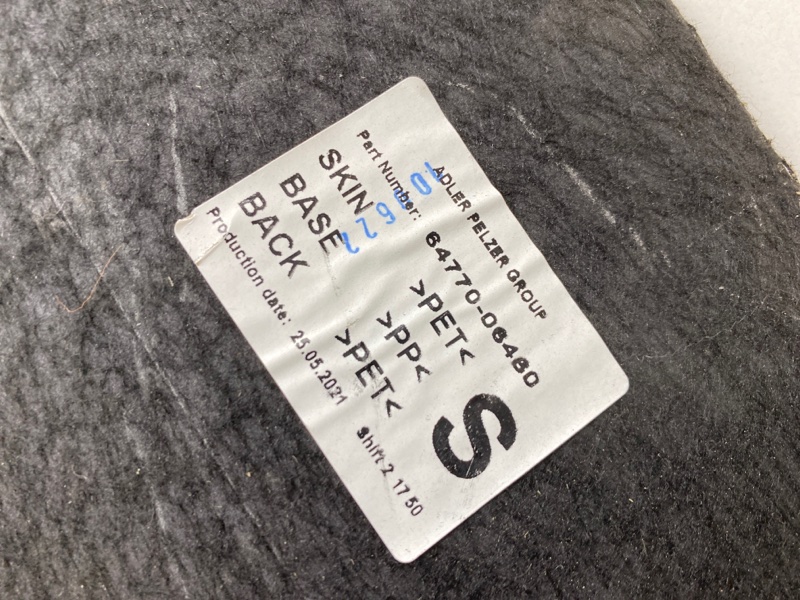 ADLER PELZER GROUP
Part Number: 64770-06480
SKIN >PET<
BASE >PP<
BACK >PET<
S
Production date: 25.05.2021 Shift 2 17 50